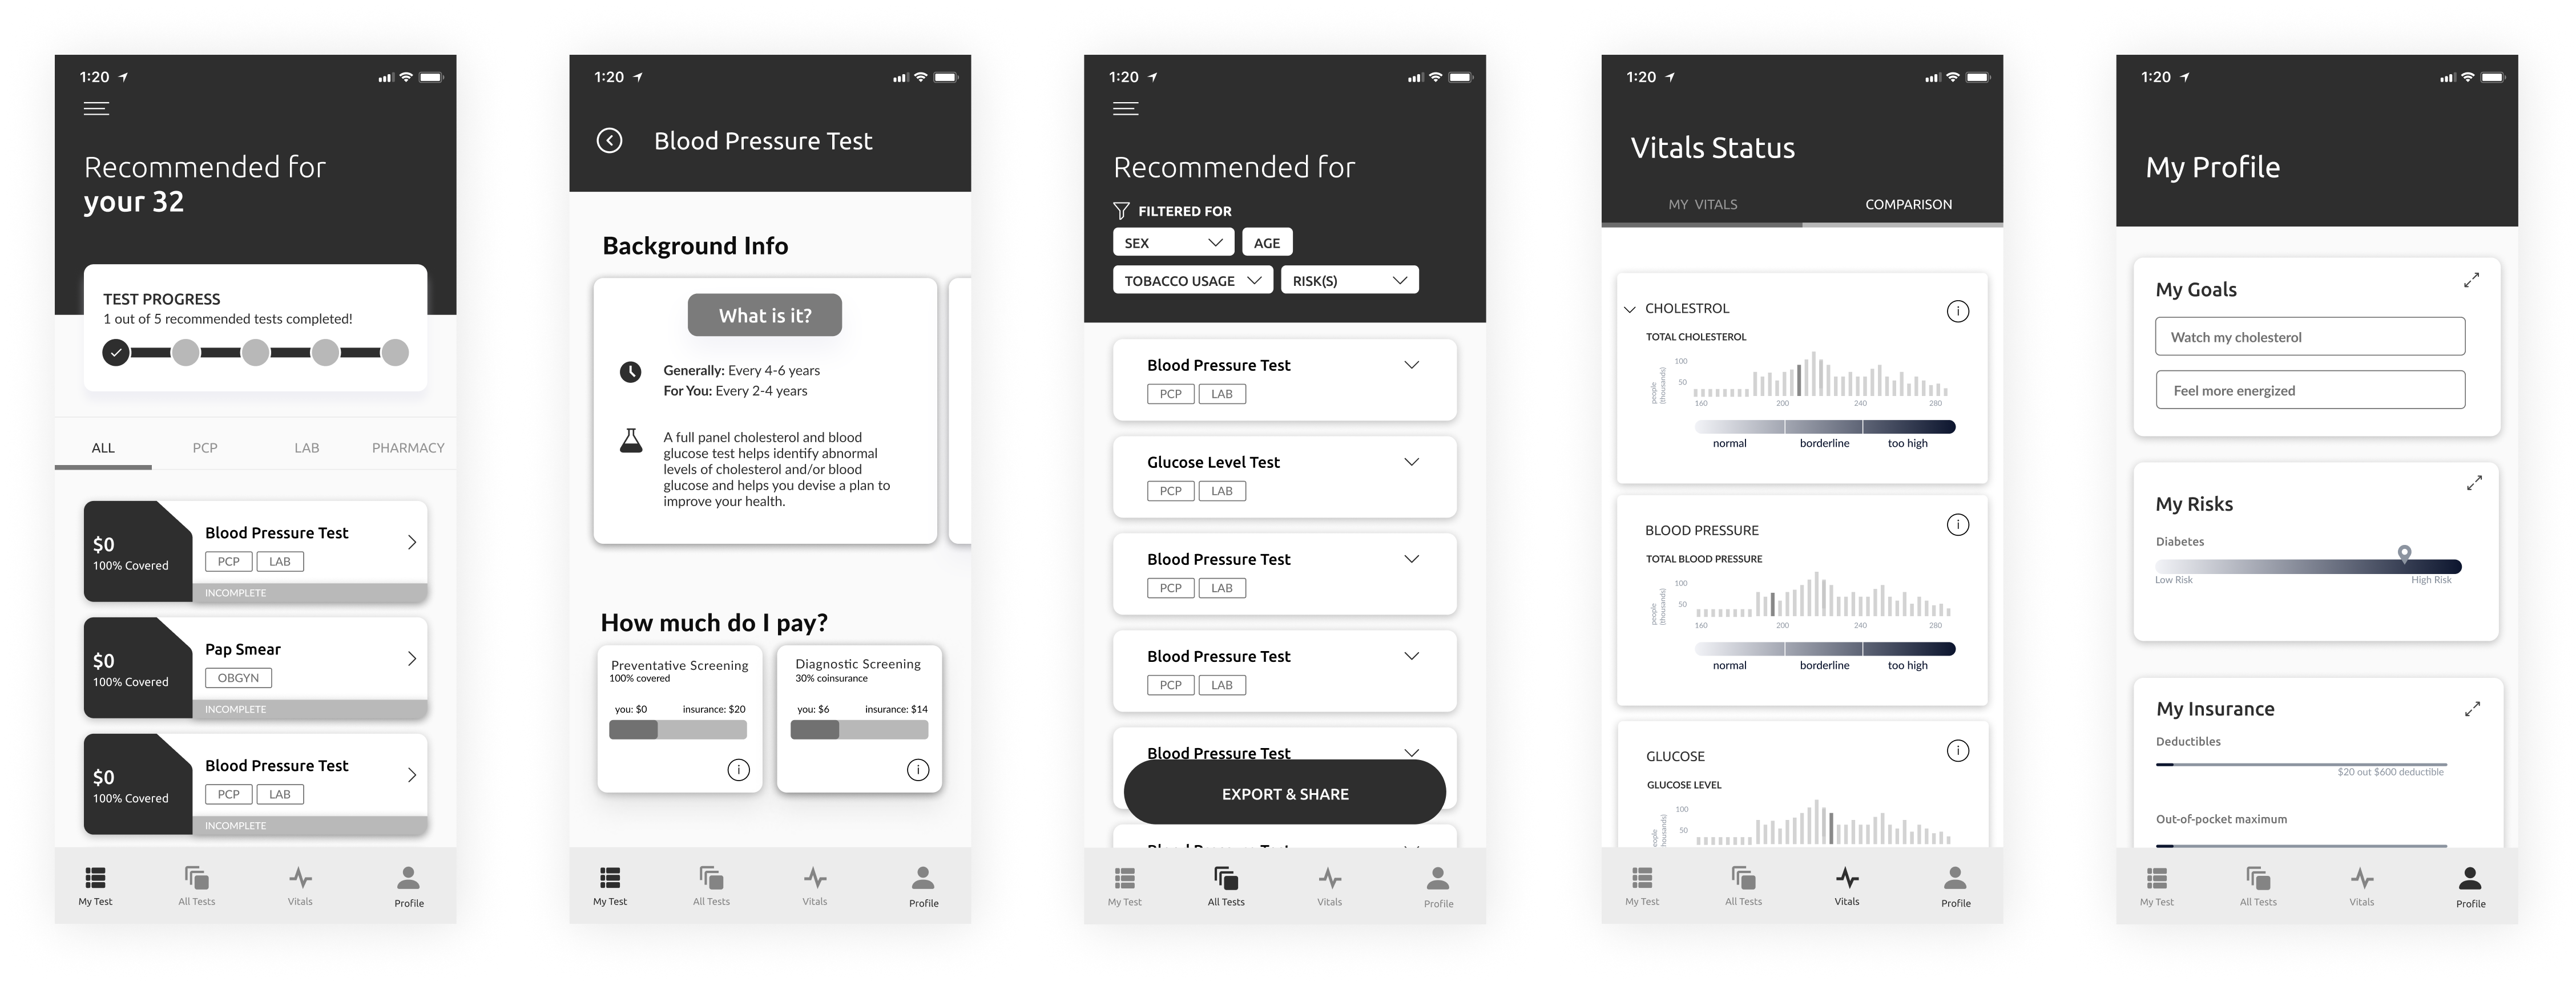 1:20
Recommended for
your 32
TEST PROGRESS
1 out of 5 recommended tests completed!
ALL PCP LAB PHARMACY
$0
100% Covered
Blood Pressure Test
PCP LAB
INCOMPLETE
$0
100% Covered
Pap Smear
OBGYN
INCOMPLETE
$0
100% Covered
Blood Pressure Test
PCP LAB
INCOMPLETE
My Test All Tests Vitals Profile
1:20
Blood Pressure Test
Background Info
What is it?
Generally: Every 4-6 years
For You: Every 2-4 years
A full panel cholesterol and blood
glucose test helps identify abnormal
levels of cholesterol and/or blood
glucose and helps you devise a plan to
improve your health.
How much do I pay?
Preventative Screening
100% covered
you: $0 insurance: $20
Diagnostic Screening
30% coinsurance
you: $6 insurance: $14
My Test All Tests Vitals Profile
1:20
Recommended for
FILTERED FOR
SEX AGE
TOBACCO USAGE RISK(S)
Blood Pressure Test
PCP LAB
Glucose Level Test
PCP LAB
Blood Pressure Test
PCP LAB
Blood Pressure Test
PCP LAB
Blood Pressure Test
EXPORT & SHARE
Blood Pressure Test
My Test All Tests Vitals Profile
1:20
Vitals Status
MY VITALS COMPARISON
CHOLESTROL
TOTAL CHOLESTEROL
people
(thousands)
100
50
160 200 240 280
normal borderline too high
BLOOD PRESSURE
TOTAL BLOOD PRESSURE
people
(thousands)
100
50
160 200 240 280
normal borderline too high
GLUCOSE
GLUCOSE LEVEL
people
thousands)
100
50
My Test All Tests Vitals Profile
1:20
My Profile
My Goals
Watch my cholesterol
Feel more energized
My Risks
Diabetes
Low Risk High Risk
My Insurance
Deductibles
$20 out $600 deductible
Out-of-pocket maximum
My Test All Tests Vitals Profile